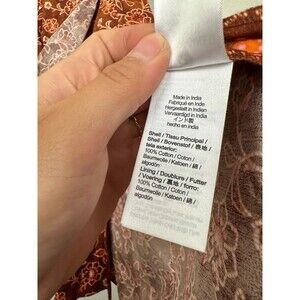 Made in India
Fabriqué en Inde
Hergestellt in Indien
Vervaardigd in India
インド製
hecho en india
Shell / Tissu Principal /
Shell / Bovenstof / 表地 /
tela exterior:
100% Cotton / Coton /
Baumwolle / Katoen / 綿 /
algodón
Lining / Doublure / Futter
/ Voering / 裏地 / forro:
100% Cotton / Coton /
Baumwolle / Katoen / 綿 /
algodón